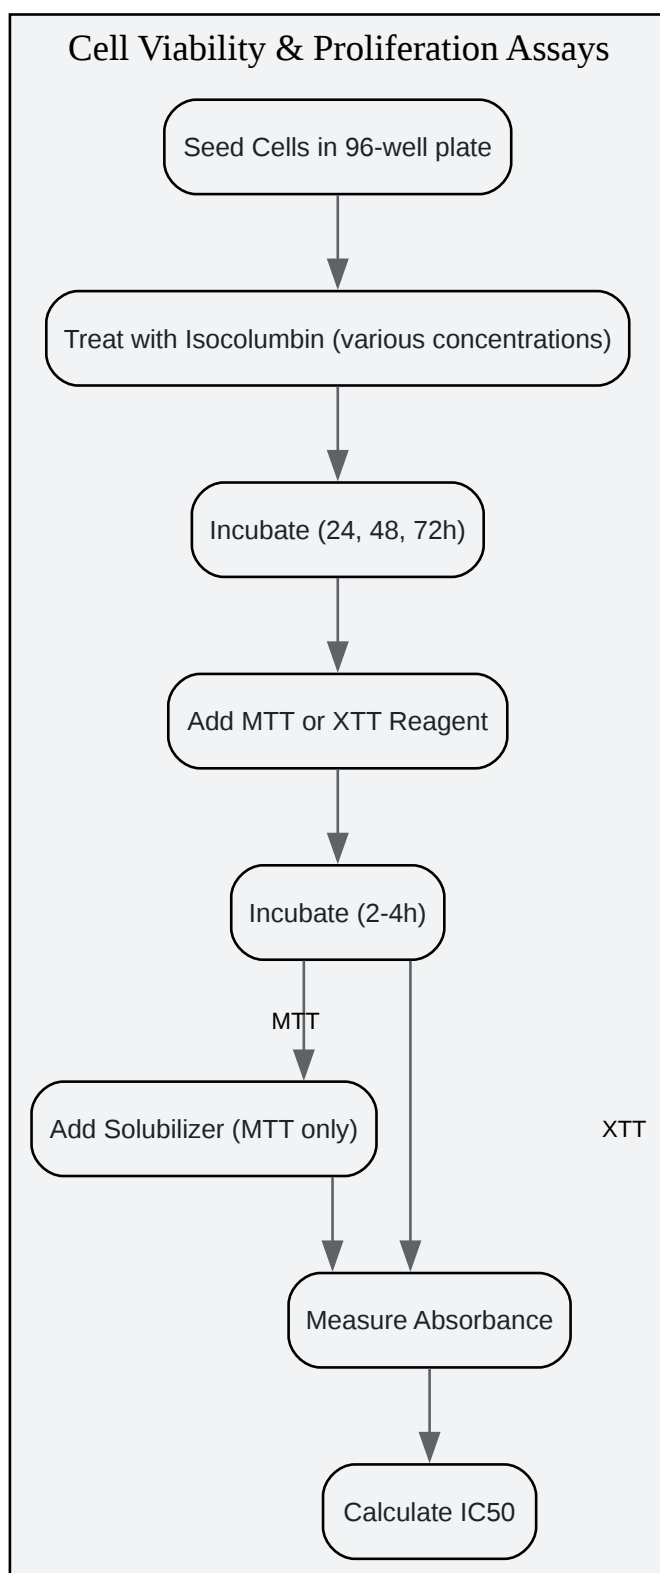 Cell Viability & Proliferation Assays
Seed Cells in 96-well plate
Treat with Isocolumbin (various concentrations)
Incubate (24, 48, 72h)
Add MTT or XTT Reagent
Incubate (2-4h)
MTT
Add Solubilizer (MTT only)
XTT
Measure Absorbance
Calculate IC50